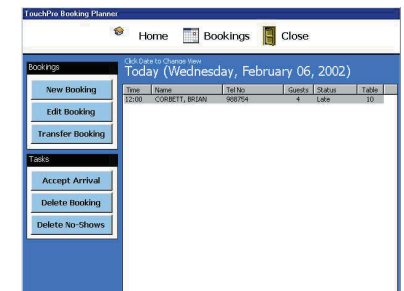 TouchPro Booking Planner
Home Bookings Close
Bookings
New Booking
Edit Booking
Transfer Booking
Tasks
Accept Arrival
Delete Booking
Delete No-Shows
Click Date to Change View
Today (Wednesday, February 06, 2002)
Time Name Tel No Guests Status Table
12:00 CORBETT, BRIAN 988754 4 Late 10